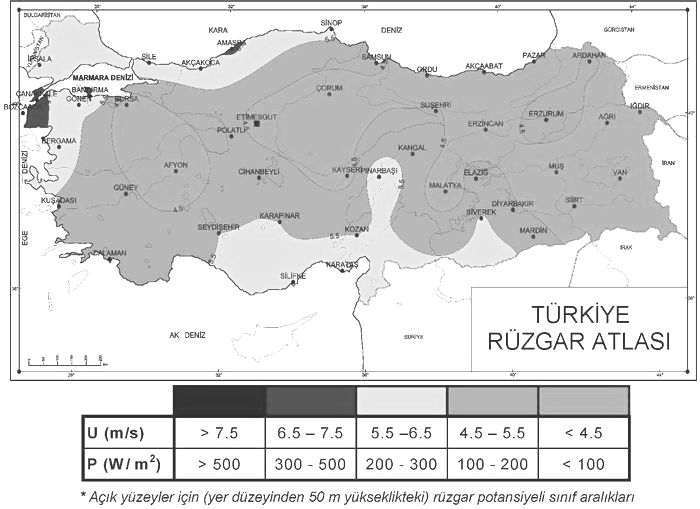 BULGARİSTAN
KARA
DENİZ
SİNOP
GÜRCİSTAN
AMASRA
İPSALA
ŞİLE
AKÇAKOCA
SAMSUN
ORDU
AKÇAABAT
PAZAR
ARDAHAN
MARMARA DENİZİ
ERMENİSTAN
ÇANAKKALE
BANDIRMA
BOZCAADA
GÖNEN
BURSA
ÇORUM
SUŞEHRİ
ERZURUM
IĞDIR
ETİMESGUT
ERZİNCAN
AĞRI
POLATLI
BERGAMA
KANGAL
İRAN
EGE DENİZİ
AFYON
CİHANBEYLİ
KAYSERİ
PINARBAŞI
ELAZIĞ
MUŞ
VAN
GÜNEY
MALATYA
KUŞADASI
DİYARBAKIR
SİİRT
KARAPINAR
SİVEREK
SEYDİŞEHİR
KOZAN
MARDİN
IRAK
DALAMAN
SİLİFKE
KARATAŞ
AK DENİZ
SURİYE
TÜRKİYE
RÜZGAR ATLASI
U (m/s) > 7.5 6.5 – 7.5 5.5 –6.5 4.5 – 5.5 < 4.5
P (W/ m²) > 500 300 - 500 200 - 300 100 - 200 < 100
* Açık yüzeyler için (yer düzeyinden 50 m yükseklikteki) rüzgar potansiyeli sınıf aralıkları